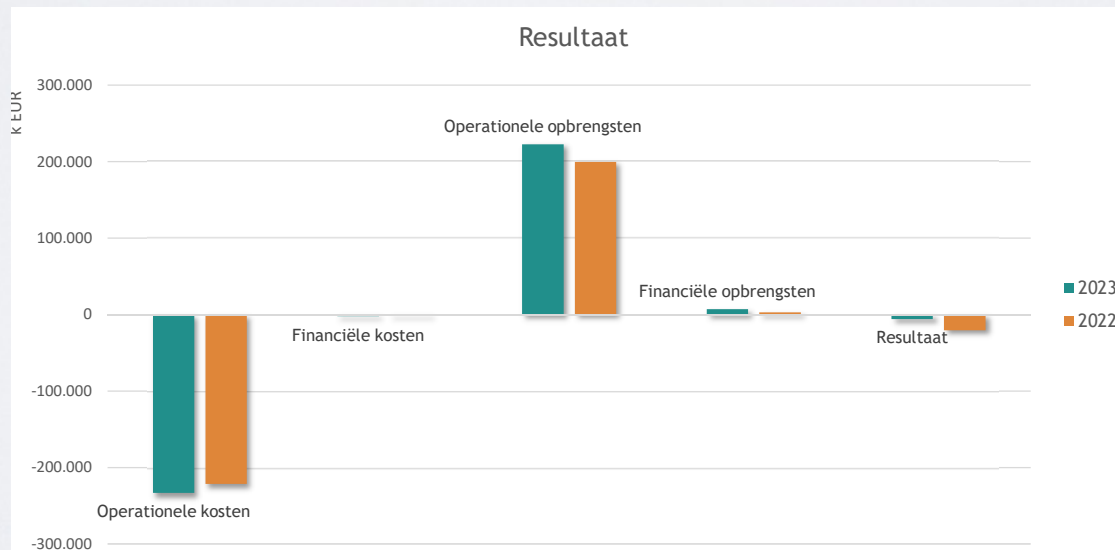 Resultaat
k EUR
300.000
Operationele opbrengsten
200.000
100.000
Financiële opbrengsten
2023
0
2022
Financiële kosten
Resultaat
-100.000
-200.000
Operationele kosten
-300.000